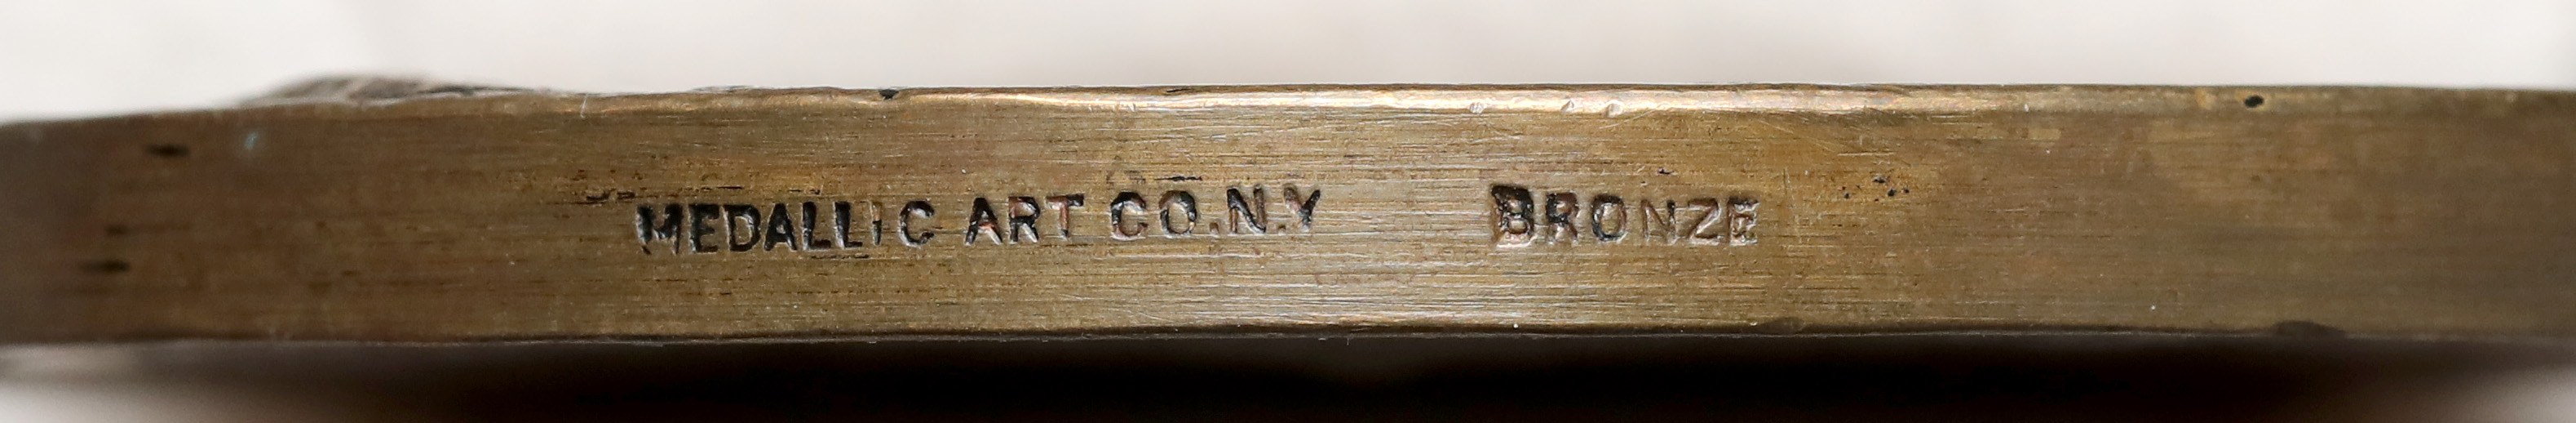 MEDALLIC ART CO.N.Y BRONZE